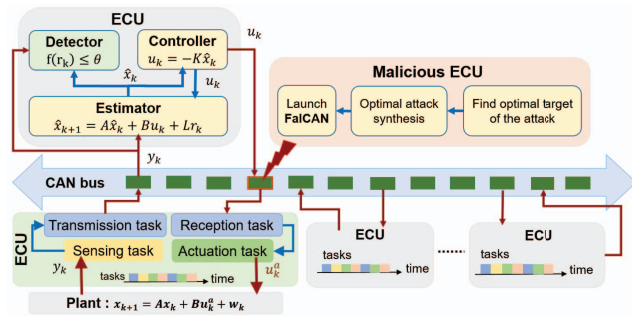 ECU
Detector
f(r_k) ≤ θ
Controller
u_k = −Kx̂_k
u_k
x̂_k
u_k
Estimator
x̂_{k+1} = Ax̂_k + Bu_k + Lr_k
y_k
Malicious ECU
Launch
FalCAN
Optimal attack
synthesis
Find optimal target
of the attack
CAN bus
ECU
Transmission task
Reception task
Sensing task
Actuation task
y_k
tasks
time
u_k^a
Plant : x_{k+1} = Ax_k + Bu_k^a + w_k
ECU
tasks
time
ECU
tasks
time